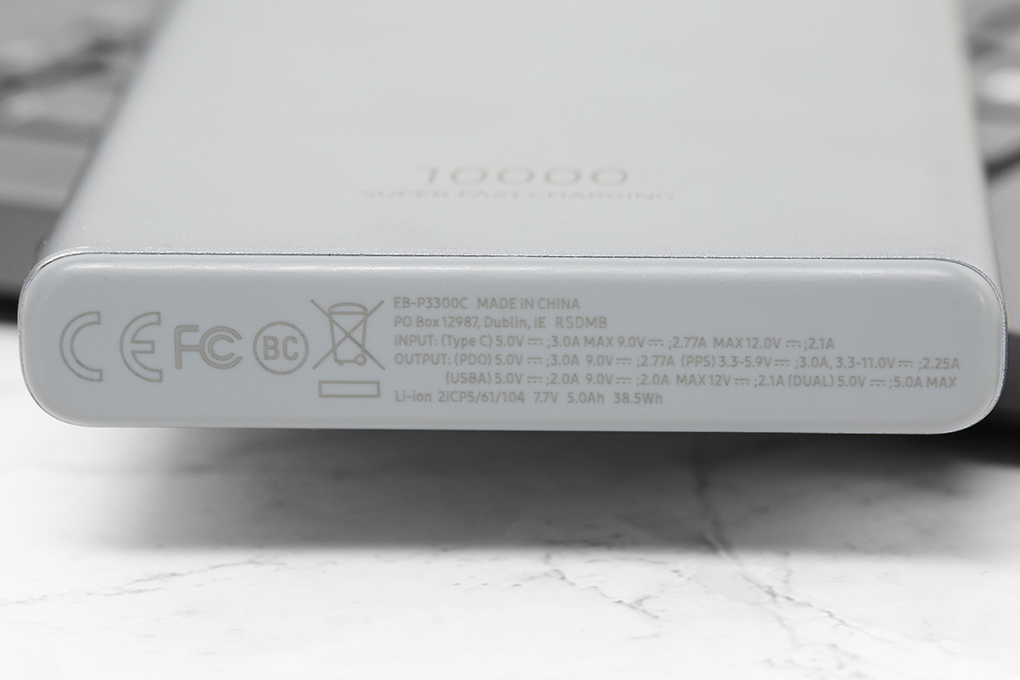 10000
SUPER FAST CHARGING
CE FC BC
EB-P3300C MADE IN CHINA
PO Box 12987, Dublin, IE RSDMB
INPUT: (Type C) 5.0V ⎓ ;3.0A MAX 9.0V ⎓ ;2.77A MAX 12.0V ⎓ ;2.1A
OUTPUT: (PDO) 5.0V ⎓ ;3.0A 9.0V ⎓ ;2.77A (PPS) 3.3-5.9V ⎓ ;3.0A, 3.3-11.0V ⎓ ;2.25A
(USBA) 5.0V ⎓ ;2.0A 9.0V ⎓ ;2.0A MAX 12V ⎓ ;2.1A (DUAL) 5.0V ⎓ ;5.0A MAX
Li-ion 2ICP5/61/104 7.7V 5.0Ah 38.5Wh